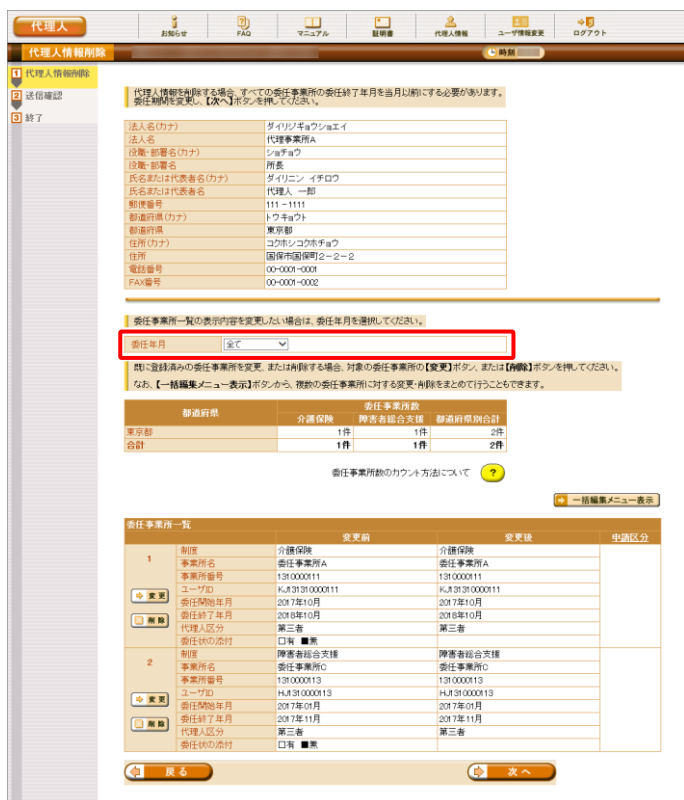 代理人
お知らせ
FAQ
マニュアル
証明書
代理人情報
ユーザ情報変更
ログアウト
代理人情報削除
時刻
1 代理人情報削除
2 送信確認
3 終了
代理人情報を削除する場合、すべての委任事業所の委任終了年月を当月以前にする必要があります。
委任期間を変更し、【次へ】ボタンを押してください。
法人名(カナ) ダイリジギョウショエイ
法人名 代理事業所A
役職・部署名(カナ) ショチョウ
役職・部署名 所長
氏名または代表者名(カナ) ダイリニン イチロウ
氏名または代表者名 代理人 一郎
郵便番号 111-1111
都道府県(カナ) トウキョウト
都道府県 東京都
住所(カナ) コクホシコクホチョウ
住所 国保市国保町2-2-2
電話番号 00-0001-0001
FAX番号 00-0001-0002
委任事業所一覧の表示内容を変更したい場合は、委任年月を選択してください。
委任年月 全て
既に登録済みの委任事業所を変更、または削除する場合、対象の委任事業所の【変更】ボタン、または【削除】ボタンを押してください。
なお、【一括編集メニュー表示】ボタンから、複数の委任事業所に対する変更・削除をまとめて行うこともできます。
都道府県 委任事業所数
介護保険 障害者総合支援 都道府県別合計
東京都 1件 1件 2件
合計 1件 1件 2件
委任事業所数のカウント方法について ?
一括編集メニュー表示
委任事業所一覧
変更前 変更後 申請区分
1
変更
削除
制度 介護保険 介護保険
事業所名 委任事業所A 委任事業所A
事業所番号 1310000111 1310000111
ユーザID KJ131310000111 KJ131310000111
委任開始年月 2017年10月 2017年10月
委任終了年月 2018年10月 2018年10月
代理人区分 第三者 第三者
委任状の添付 □有 ■無
2
変更
削除
制度 障害者総合支援 障害者総合支援
事業所名 委任事業所C 委任事業所C
事業所番号 1310000113 1310000113
ユーザID HJ1310000113 HJ1310000113
委任開始年月 2017年01月 2017年01月
委任終了年月 2017年11月 2017年11月
代理人区分 第三者 第三者
委任状の添付 □有 ■無
戻る
次へ